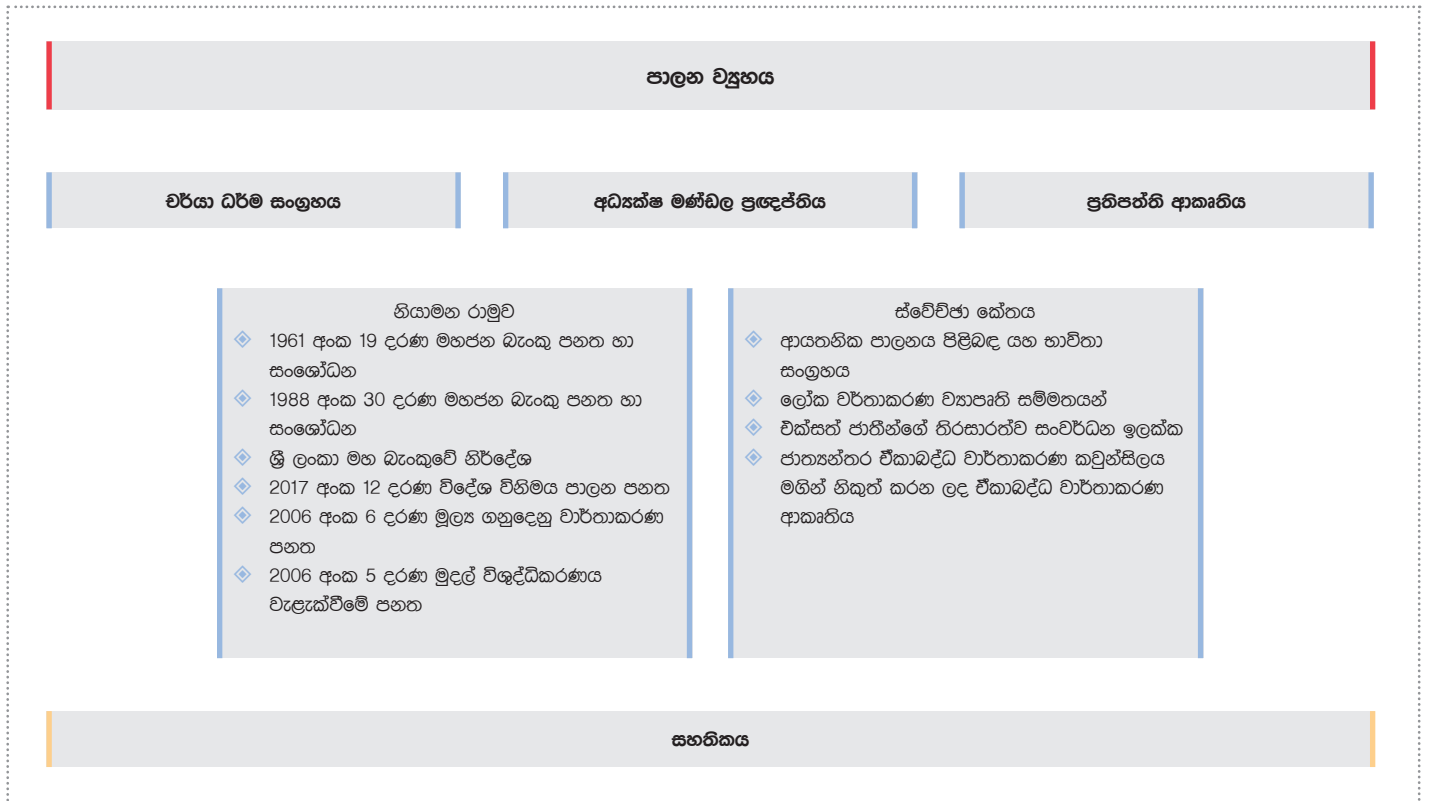 පාලන ව්‍යුහය
චර්යා ධර්ම සංග්‍රහය
අධ්‍යක්ෂ මණ්ඩල ප්‍රඥප්තිය
ප්‍රතිපත්ති ආකෘතිය
නියාමන රාමුව
1961 අංක 19 දරණ මහජන බැංකු පනත හා
සංශෝධන
1988 අංක 30 දරණ මහජන බැංකු පනත හා
සංශෝධන
ශ්‍රී ලංකා මහ බැංකුවේ නිර්දේශ
2017 අංක 12 දරණ විදේශ විනිමය පාලන පනත
2006 අංක 6 දරණ මූල්‍ය ගනුදෙනු වාර්තාකරණ
පනත
2006 අංක 5 දරණ මුදල් විශුද්ධිකරණය
වැළැක්වීමේ පනත
ස්වේච්ඡා කේතය
ආයතනික පාලනය පිළිබඳ යහ භාවිතා
සංග්‍රහය
ලෝක වර්තාකරණ ව්‍යාපෘති සම්මතයන්
එක්සත් ජාතීන්ගේ තිරසාරත්ව සංවර්ධන ඉලක්ක
ජාත්‍යන්තර ඒකාබද්ධ වාර්තාකරණ කවුන්සිලය
මගින් නිකුත් කරන ලද ඒකාබද්ධ වාර්තාකරණ
ආකෘතිය
සහතිකය